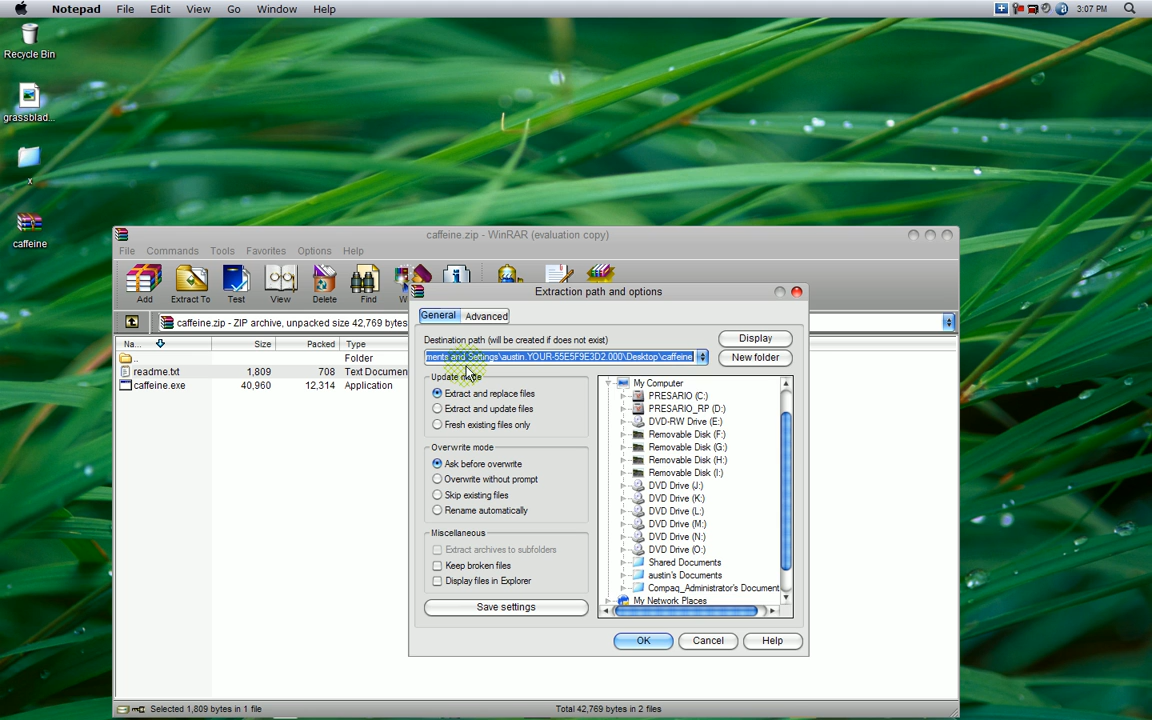 Notepad File Edit View Go Window Help 3:07 PM
Recycle Bin
grassblad...
x
caffeine
caffeine.zip - WinRAR (evaluation copy)
File Commands Tools Favorites Options Help
Add Extract To Test View Delete Find
caffeine.zip - ZIP archive, unpacked size 42,769 bytes
Na... Size Packed Type
.. Folder
readme.txt 1,809 708 Text Documen
caffeine.exe 40,960 12,314 Application
Selected 1,809 bytes in 1 file Total 42,769 bytes in 2 files
Extraction path and options
General Advanced
Destination path (will be created if does not exist)
ments and Settings\austin.YOUR-55E5F9E3D2.000\Desktop\caffeine
Display
New folder
Update mode
Extract and replace files
Extract and update files
Fresh existing files only
Overwrite mode
Ask before overwrite
Overwrite without prompt
Skip existing files
Rename automatically
Miscellaneous
Extract archives to subfolders
Keep broken files
Display files in Explorer
Save settings
My Computer
PRESARIO (C:)
PRESARIO_RP (D:)
DVD-RW Drive (E:)
Removable Disk (F:)
Removable Disk (G:)
Removable Disk (H:)
Removable Disk (I:)
DVD Drive (J:)
DVD Drive (K:)
DVD Drive (L:)
DVD Drive (M:)
DVD Drive (N:)
DVD Drive (O:)
Shared Documents
austin's Documents
Compaq_Administrator's Document
My Network Places
OK Cancel Help